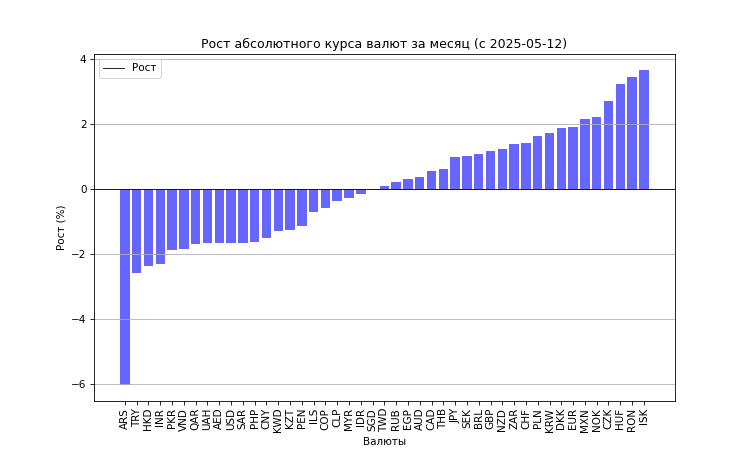 Рост абсолютного курса валют за месяц (с 2025-05-12)
Рост
4
2
0
−2
−4
−6
Рост (%)
ARS TRY HKD INR PKR VND QAR UAH AED USD SAR PHP CNY KWD KZT PEN ILS COP CLP MYR IDR SGD TWD RUB EGP AUD CAD THB JPY SEK BRL GBP NZD ZAR CHF PLN KRW DKK EUR MXN NOK CZK HUF RON ISK
Валюты